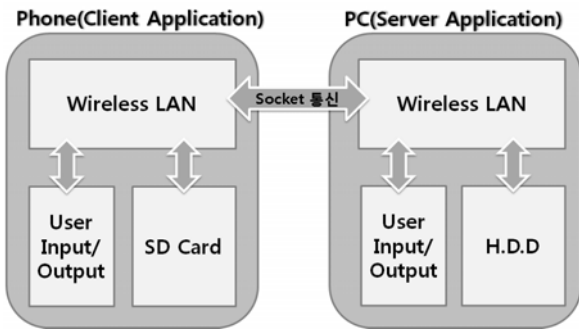 Phone(Client Application)
PC(Server Application)
Wireless LAN
Socket 통신
Wireless LAN
User
Input/
Output
SD Card
User
Input/
Output
H.D.D